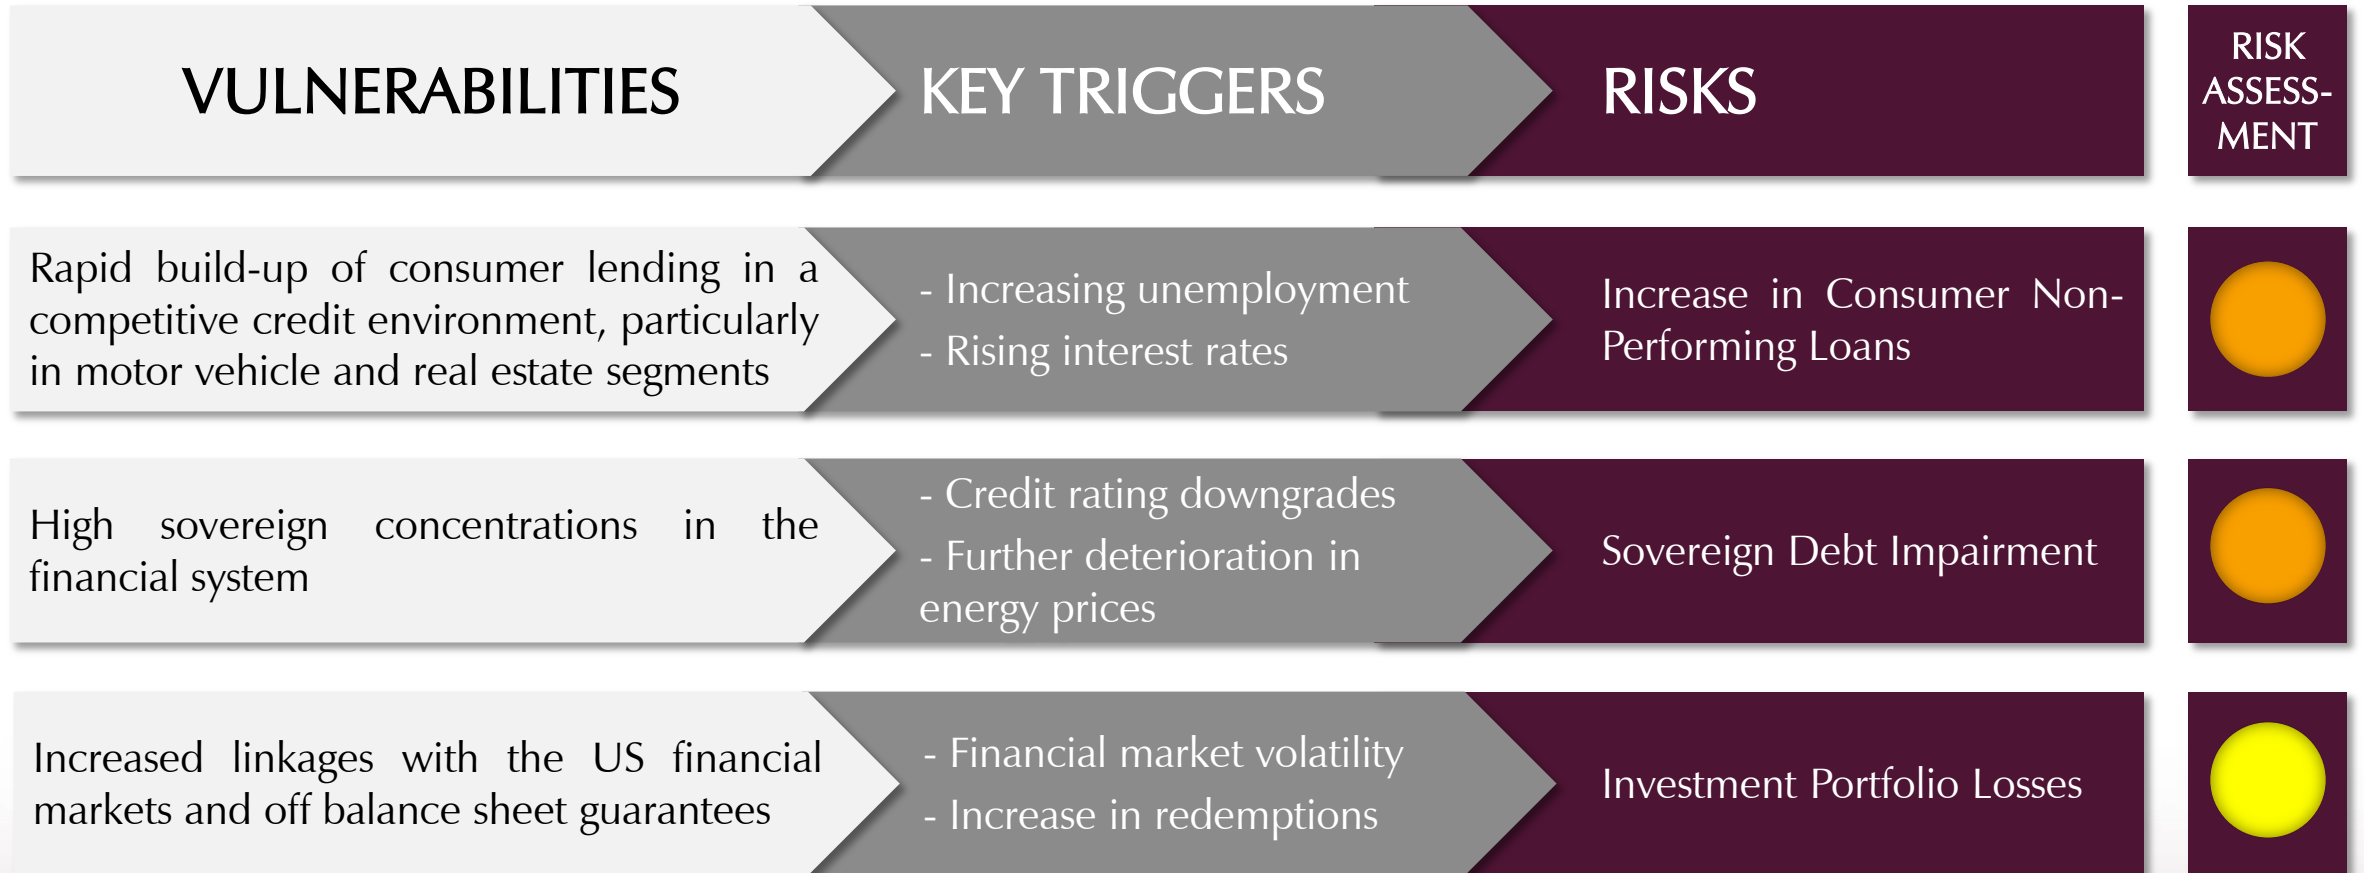 VULNERABILITIES
KEY TRIGGERS
RISKS
RISK
ASSESS-
MENT
Rapid build-up of consumer lending in a
competitive credit environment, particularly
in motor vehicle and real estate segments
- Increasing unemployment
- Rising interest rates
Increase in Consumer Non-
Performing Loans
High sovereign concentrations in the
financial system
- Credit rating downgrades
- Further deterioration in
energy prices
Sovereign Debt Impairment
Increased linkages with the US financial
markets and off balance sheet guarantees
- Financial market volatility
- Increase in redemptions
Investment Portfolio Losses